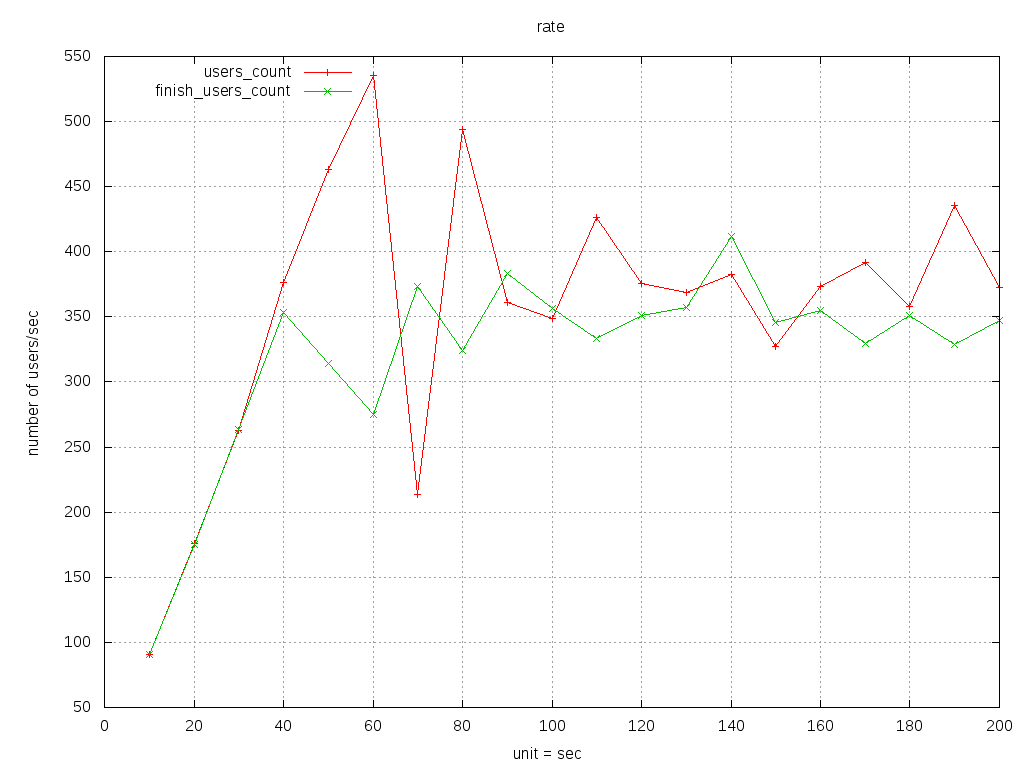 rate
users_count
finish_users_count
550
500
450
400
350
300
250
200
150
100
50
number of users/sec
0 20 40 60 80 100 120 140 160 180 200
unit = sec